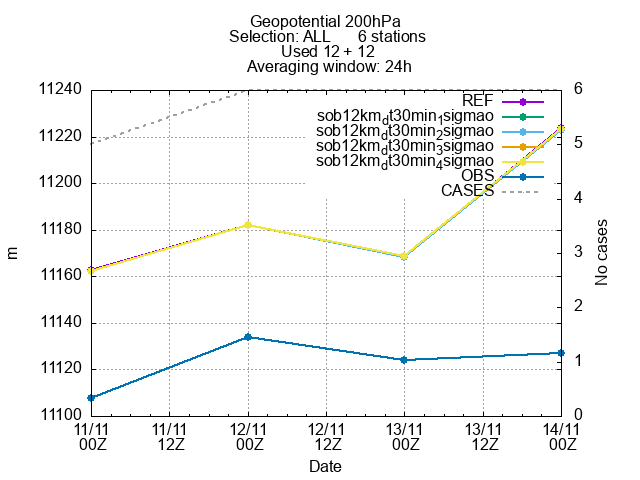 Geopotential 200hPa
Selection: ALL 6 stations
Used 12 + 12
Averaging window: 24h
REF
sob12km_dt30min_1sigmao
sob12km_dt30min_2sigmao
sob12km_dt30min_3sigmao
sob12km_dt30min_4sigmao
OBS
CASES
11240
11220
11200
11180
11160
11140
11120
11100
m
6
5
4
3
2
1
0
No cases
11/11 11/11 12/11 12/11 13/11 13/11 14/11
00Z 12Z 00Z 12Z 00Z 12Z 00Z
Date